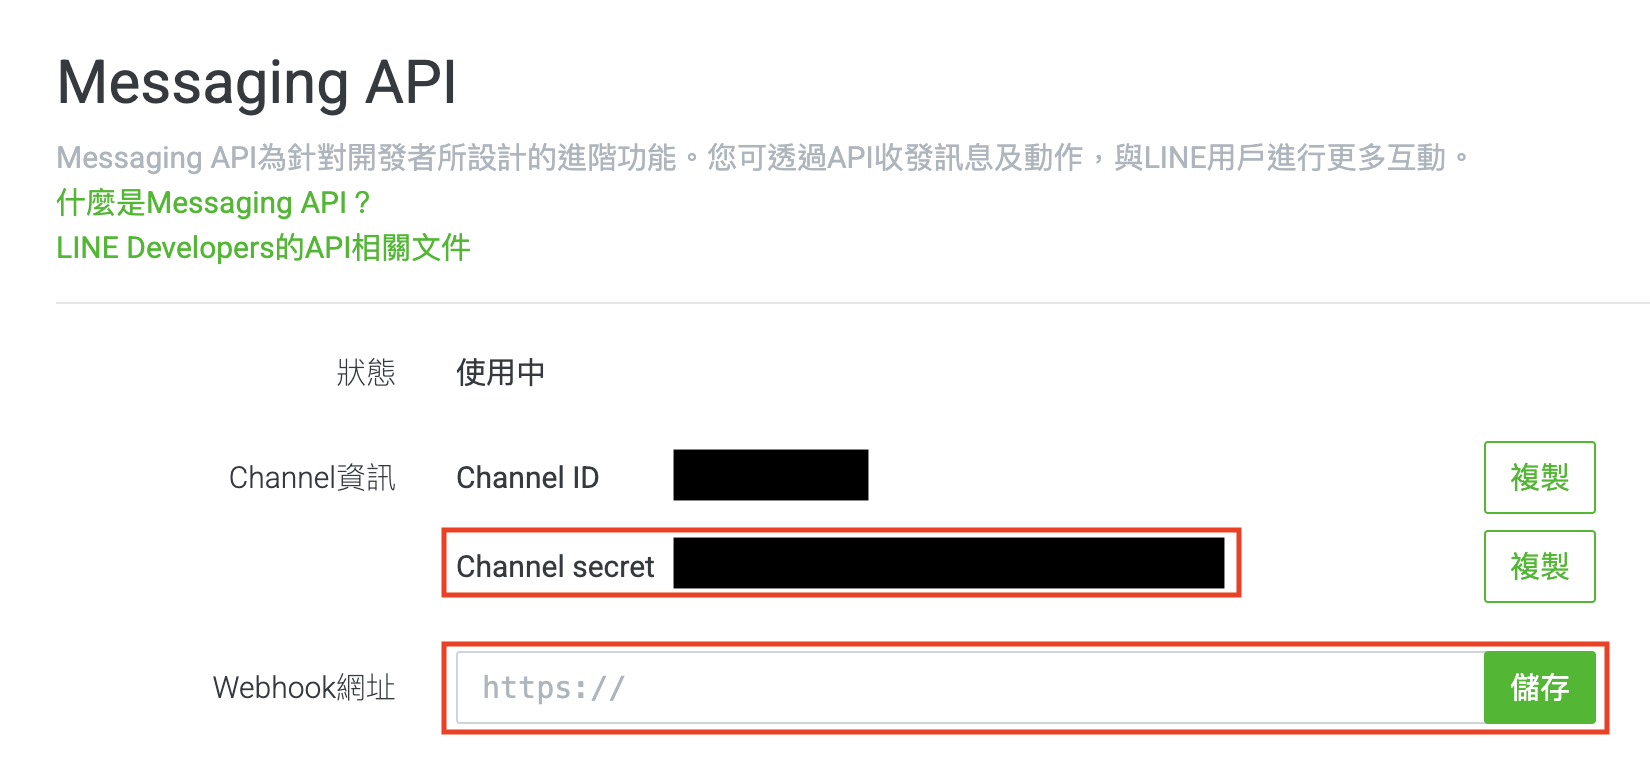 Messaging API
Messaging API為針對開發者所設計的進階功能。您可透過API收發訊息及動作，與LINE用戶進行更多互動。
什麼是Messaging API？
LINE Developers的API相關文件
狀態 使用中
Channel資訊 Channel ID 複製
Channel secret 複製
Webhook網址 https:// 儲存